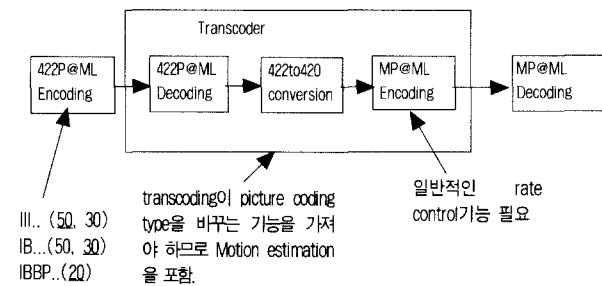 Transcoder
422P@ML
Encoding
422P@ML
Decoding
422to420
conversion
MP@ML
Encoding
MP@ML
Decoding
III.. (50, 30)
IB...(50, 30)
IBBP..(20)
transcoding이 picture coding
type을 바꾸는 기능을 가져
야 하므로 Motion estimation
을 포함.
일반적인 rate
control기능 필요